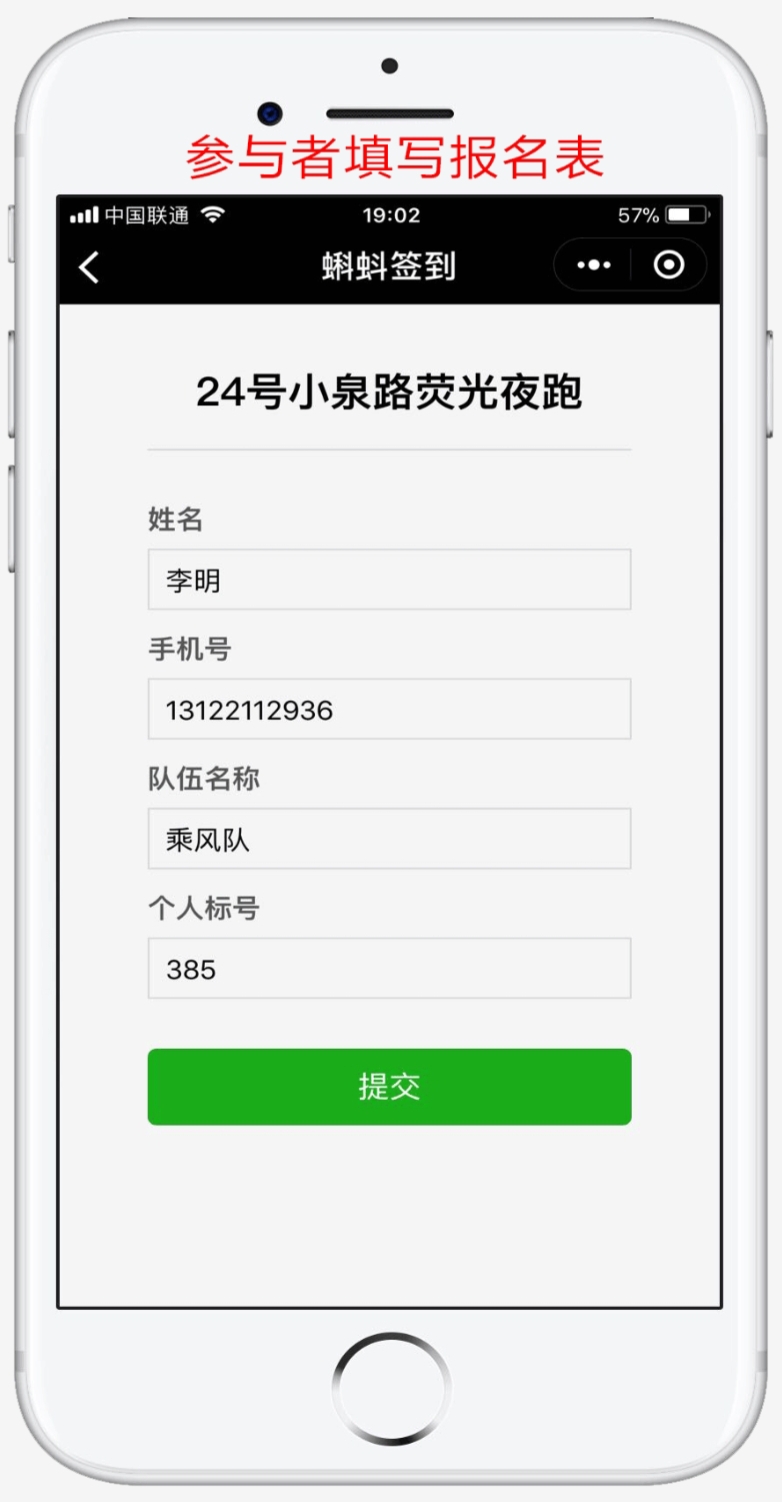 参与者填写报名表
中国联通 19:02 57%
蝌蚪签到
24号小泉路荧光夜跑
姓名
李明
手机号
13122112936
队伍名称
乘风队
个人标号
385
提交